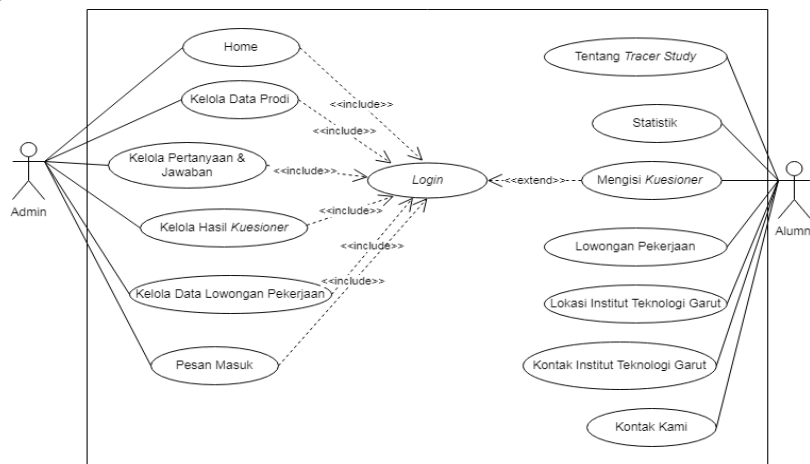 Home
Tentang Tracer Study
Kelola Data Prodi
<<include>>
Statistik
<<include>>
Kelola Pertanyaan &
Jawaban
<<include>>
Login
<<extend>>
Mengisi Kuesioner
Admin
<<include>>
Alumn
Kelola Hasil Kuesioner
<<include>>
Lowongan Pekerjaan
<<include>>
Kelola Data Lowongan Pekerjaan
Lokasi Institut Teknologi Garut
Pesan Masuk
Kontak Institut Teknologi Garut
Kontak Kami